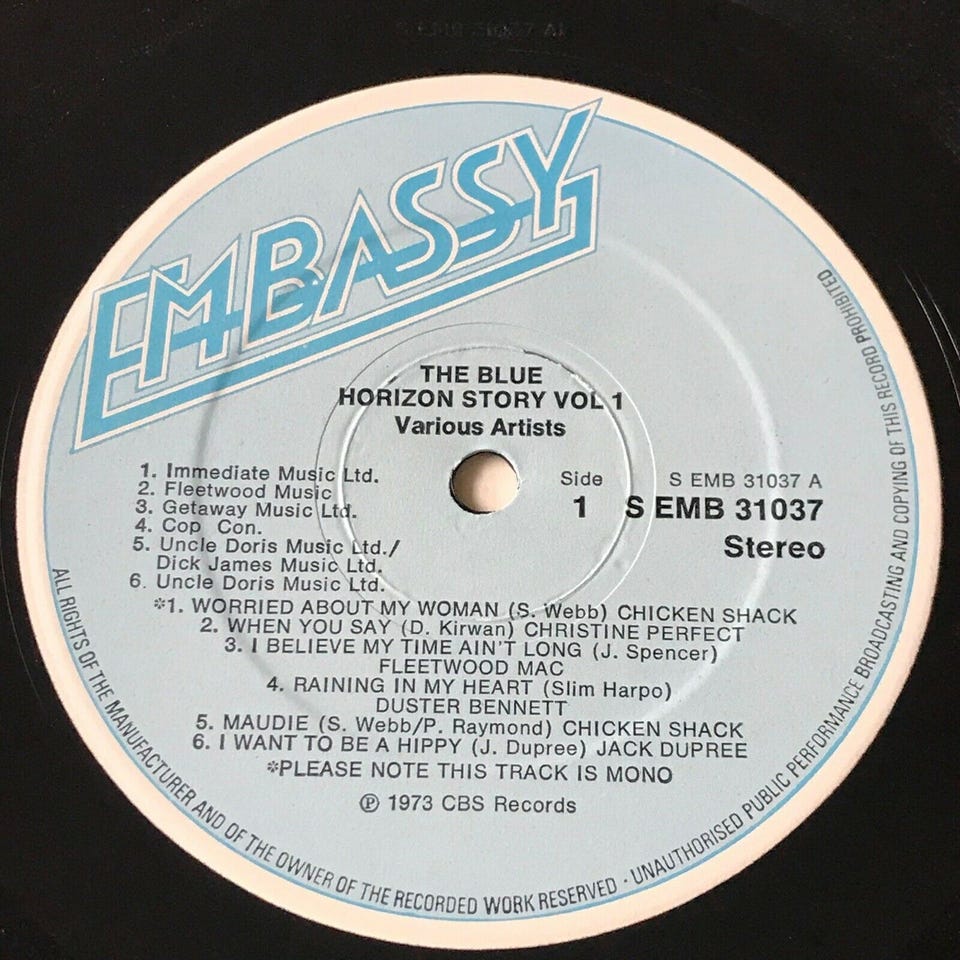 EMBASSY
THE BLUE
HORIZON STORY VOL 1
Various Artists
1. Immediate Music Ltd.
2. Fleetwood Music
3. Getaway Music Ltd.
4. Cop Con.
5. Uncle Doris Music Ltd./
Dick James Music Ltd.
6. Uncle Doris Music Ltd.
Side
1
S EMB 31037 A
S EMB 31037
Stereo
*1. WORRIED ABOUT MY WOMAN (S. Webb) CHICKEN SHACK
2. WHEN YOU SAY (D. Kirwan) CHRISTINE PERFECT
3. I BELIEVE MY TIME AIN'T LONG (J. Spencer)
FLEETWOOD MAC
4. RAINING IN MY HEART (Slim Harpo)
DUSTER BENNETT
5. MAUDIE (S. Webb/P. Raymond) CHICKEN SHACK
6. I WANT TO BE A HIPPY (J. Dupree) JACK DUPREE
*PLEASE NOTE THIS TRACK IS MONO
℗ 1973 CBS Records
ALL RIGHTS OF THE MANUFACTURER AND OF THE OWNER OF THE RECORDED WORK RESERVED · UNAUTHORISED PUBLIC PERFORMANCE BROADCASTING AND COPYING OF THIS RECORD PROHIBITED